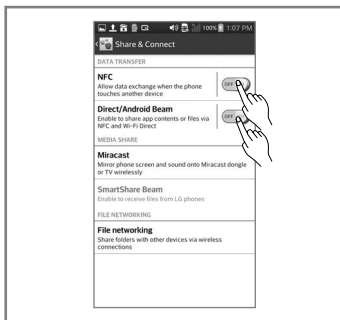 100% 1:07 PM
Share & Connect
DATA TRANSFER
NFC
Allow data exchange when the phone
touches another device
OFF
Direct/Android Beam
Enable to share app contents or files via
NFC and Wi-Fi Direct
OFF
MEDIA SHARE
Miracast
Mirror phone screen and sound onto Miracast dongle
or TV wirelessly
SmartShare Beam
Enable to receive files from LG phones
FILE NETWORKING
File networking
Share folders with other devices via wireless
connections